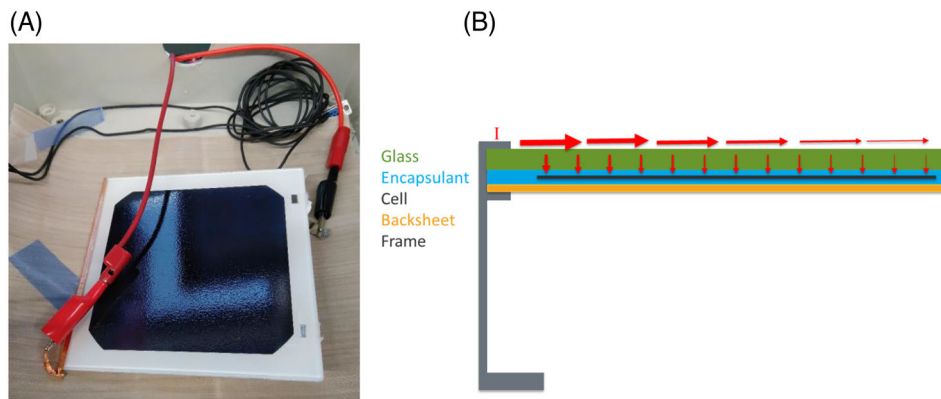 (A)
(B)
I
Glass
Encapsulant
Cell
Backsheet
Frame